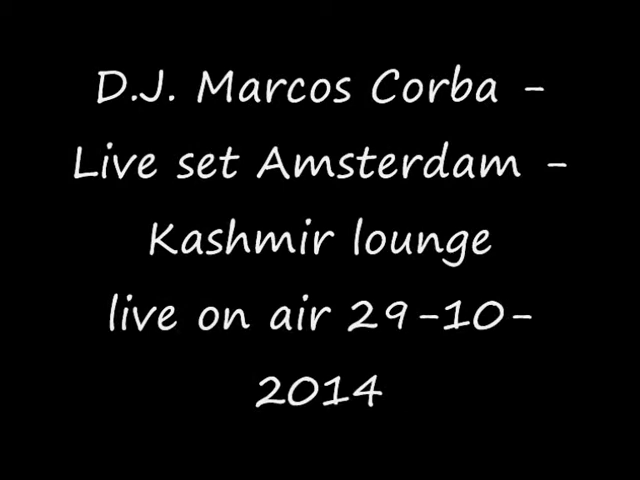 D.J. Marcos Corba -
Live set Amsterdam -
Kashmir lounge
live on air 29-10-
2014